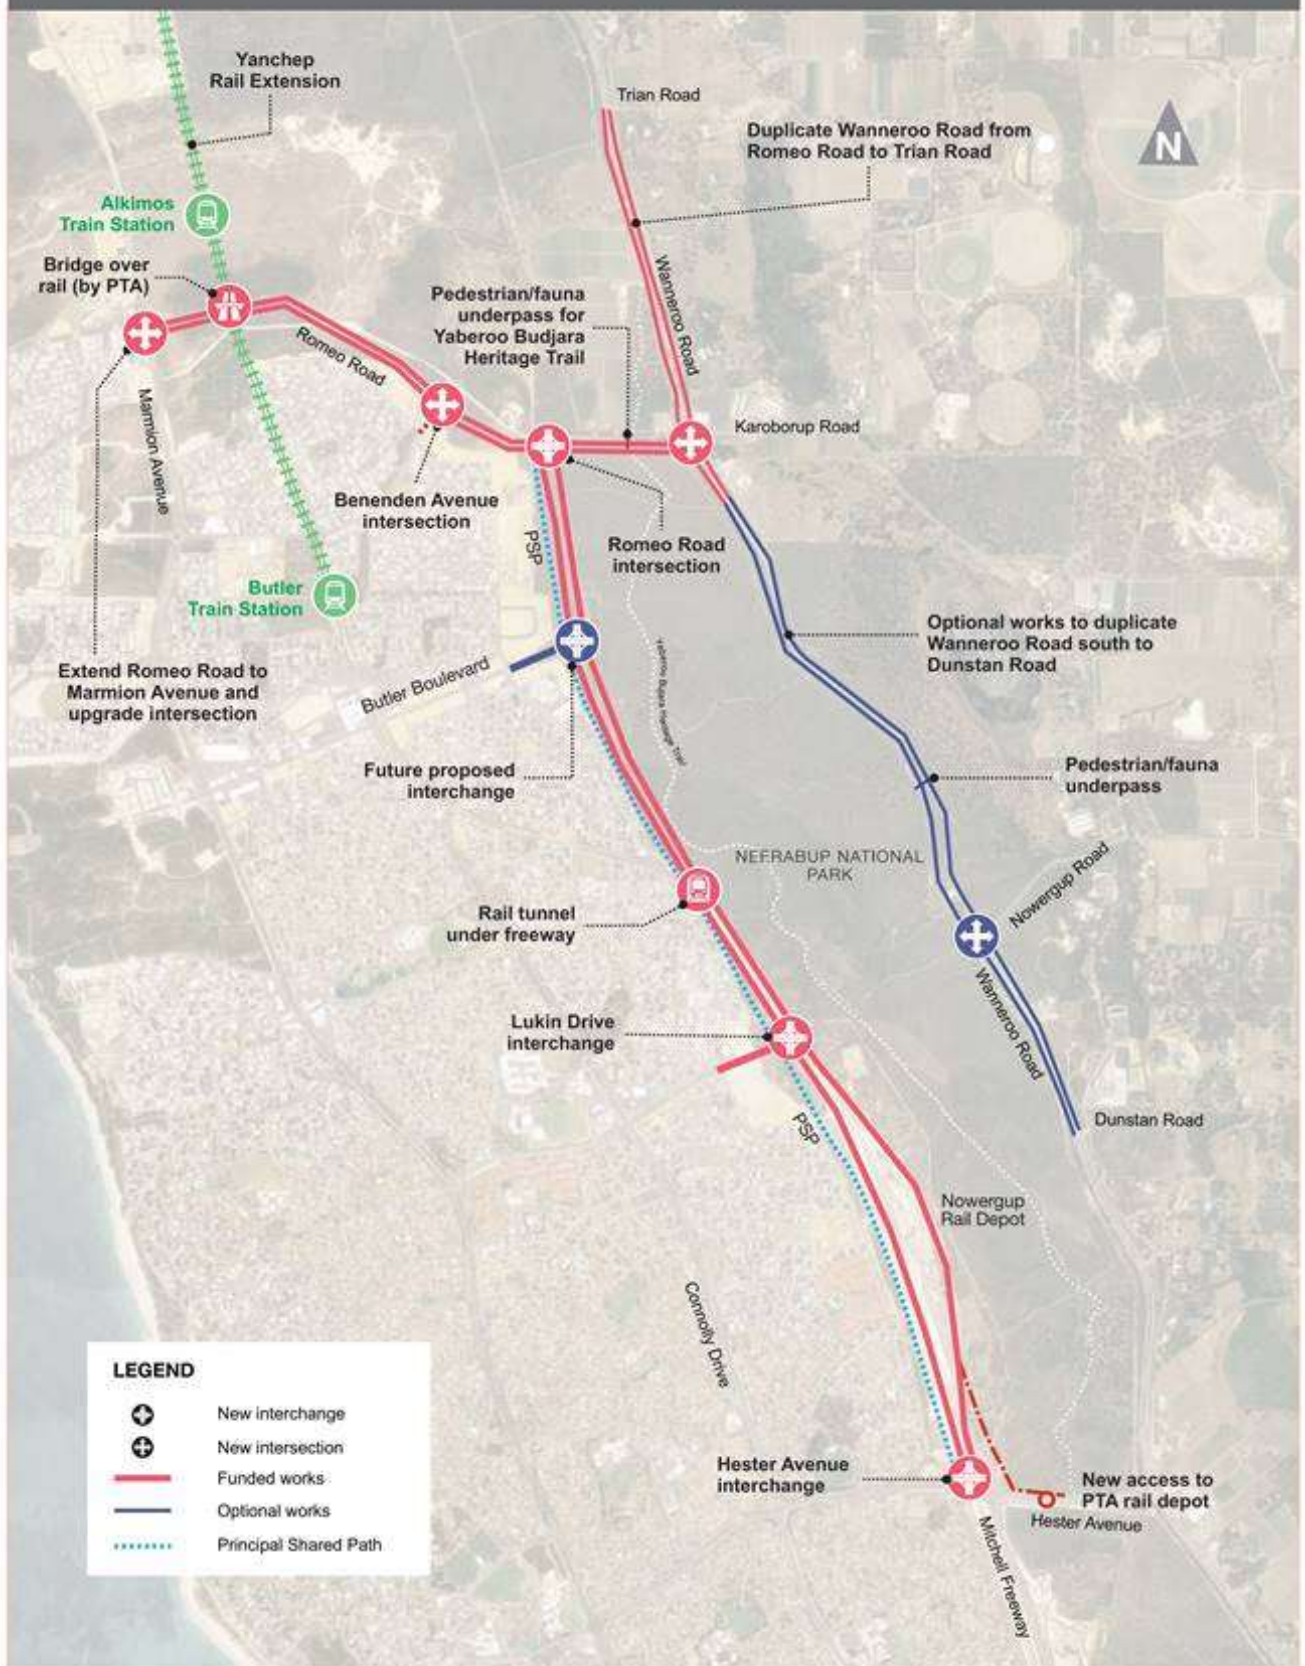 Yanchep
Rail Extension
Trian Road
Duplicate Wanneroo Road from
Romeo Road to Trian Road
N
Alkimos
Train Station
Bridge over
rail (by PTA)
Pedestrian/fauna
underpass for
Yaberoo Budjara
Heritage Trail
Wanneroo Road
Romeo Road
Marmion Avenue
Karoborup Road
Benenden Avenue
intersection
PSP
Romeo Road
intersection
Butler
Train Station
Optional works to duplicate
Wanneroo Road south to
Dunstan Road
Extend Romeo Road to
Marmion Avenue and
upgrade intersection
Butler Boulevard
Yaberoo Budjara Heritage Trail
Future proposed
interchange
Pedestrian/fauna
underpass
NEERABUP NATIONAL
PARK
Nowergup Road
Rail tunnel
under freeway
Wanneroo Road
Lukin Drive
interchange
PSP
Dunstan Road
Nowergup
Rail Depot
Connolly Drive
LEGEND
New interchange
New intersection
Funded works
Optional works
Principal Shared Path
Hester Avenue
interchange
New access to
PTA rail depot
Hester Avenue
Mitchell Freeway